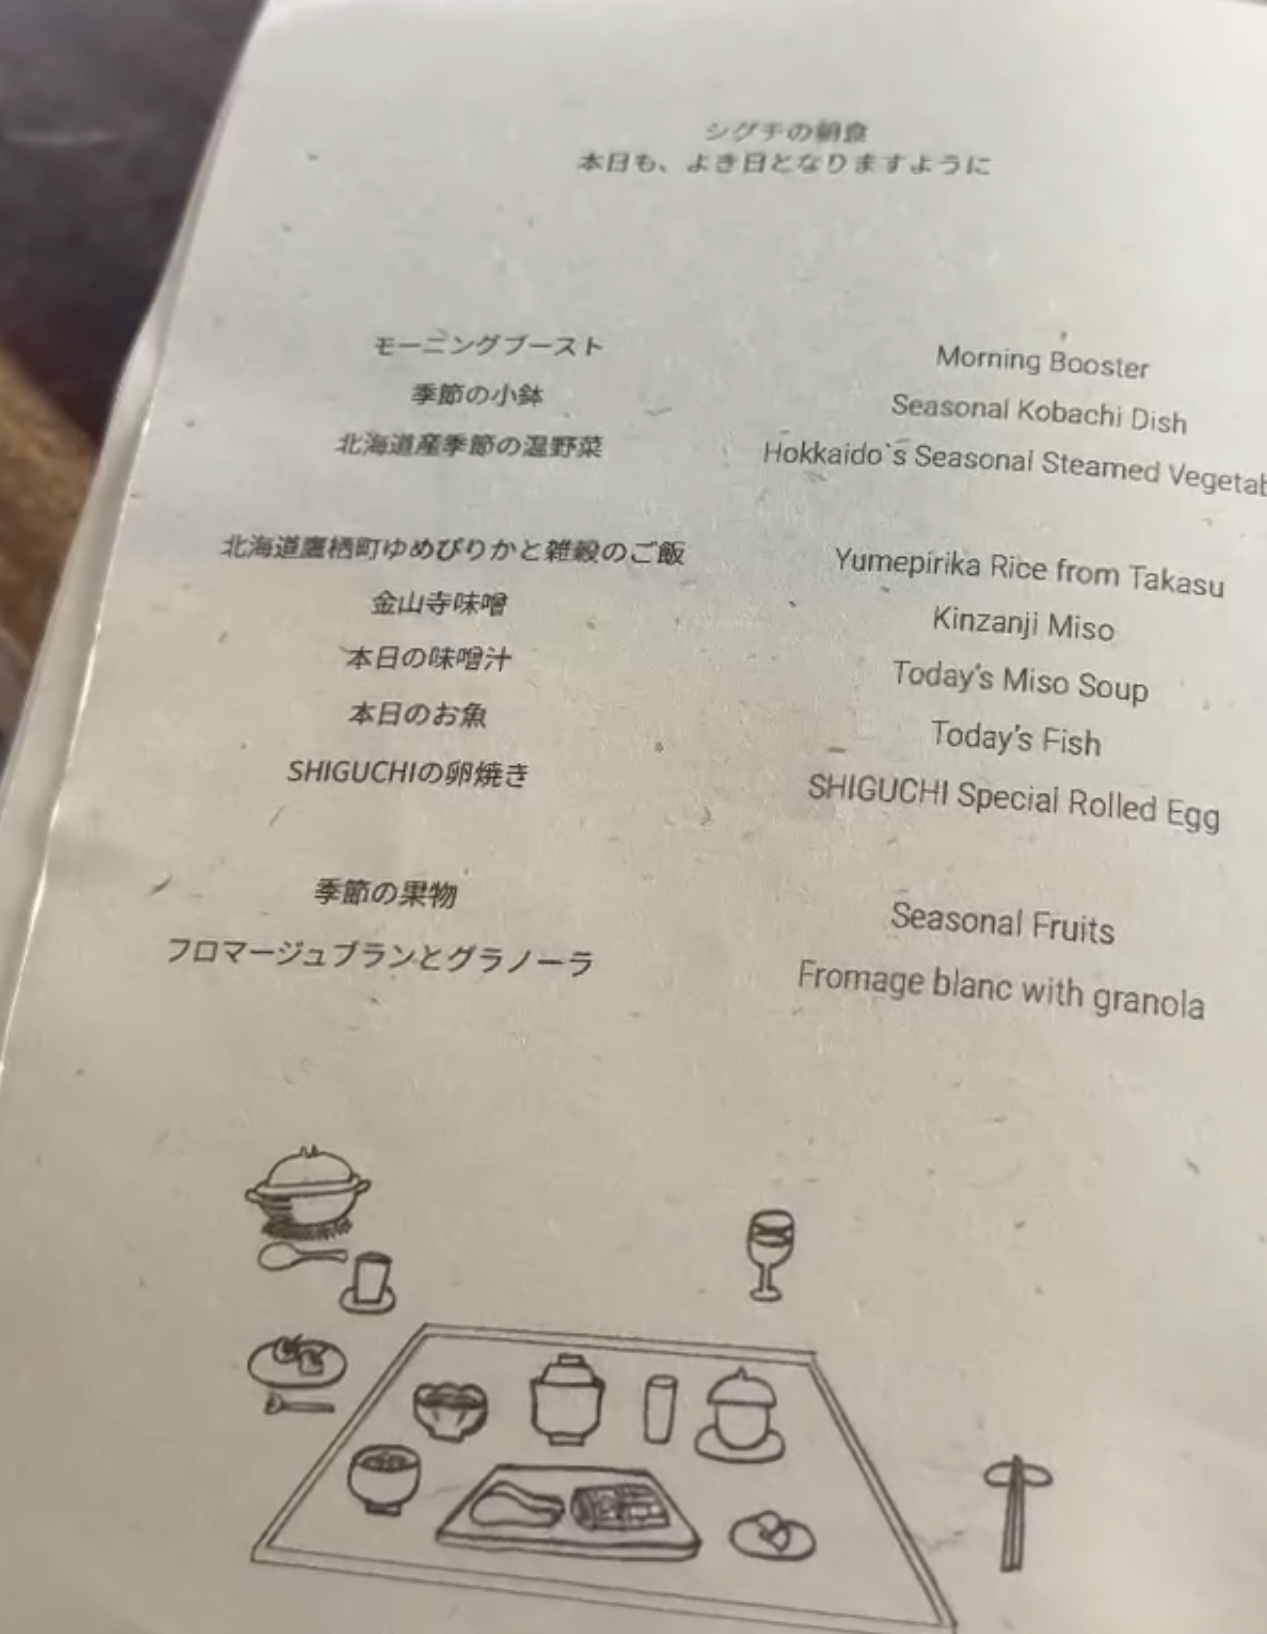 シグチの朝食
本日も、よき日となりますように
モーニングブースト
季節の小鉢
北海道産季節の温野菜
北海道鷹栖町ゆめぴりかと雑穀のご飯
金山寺味噌
本日の味噌汁
本日のお魚
SHIGUCHIの卵焼き
季節の果物
フロマージュブランとグラノーラ
Morning Booster
Seasonal Kobachi Dish
Hokkaido`s Seasonal Steamed Vegetab
Yumepirika Rice from Takasu
Kinzanji Miso
Today's Miso Soup
Today's Fish
SHIGUCHI Special Rolled Egg
Seasonal Fruits
Fromage blanc with granola